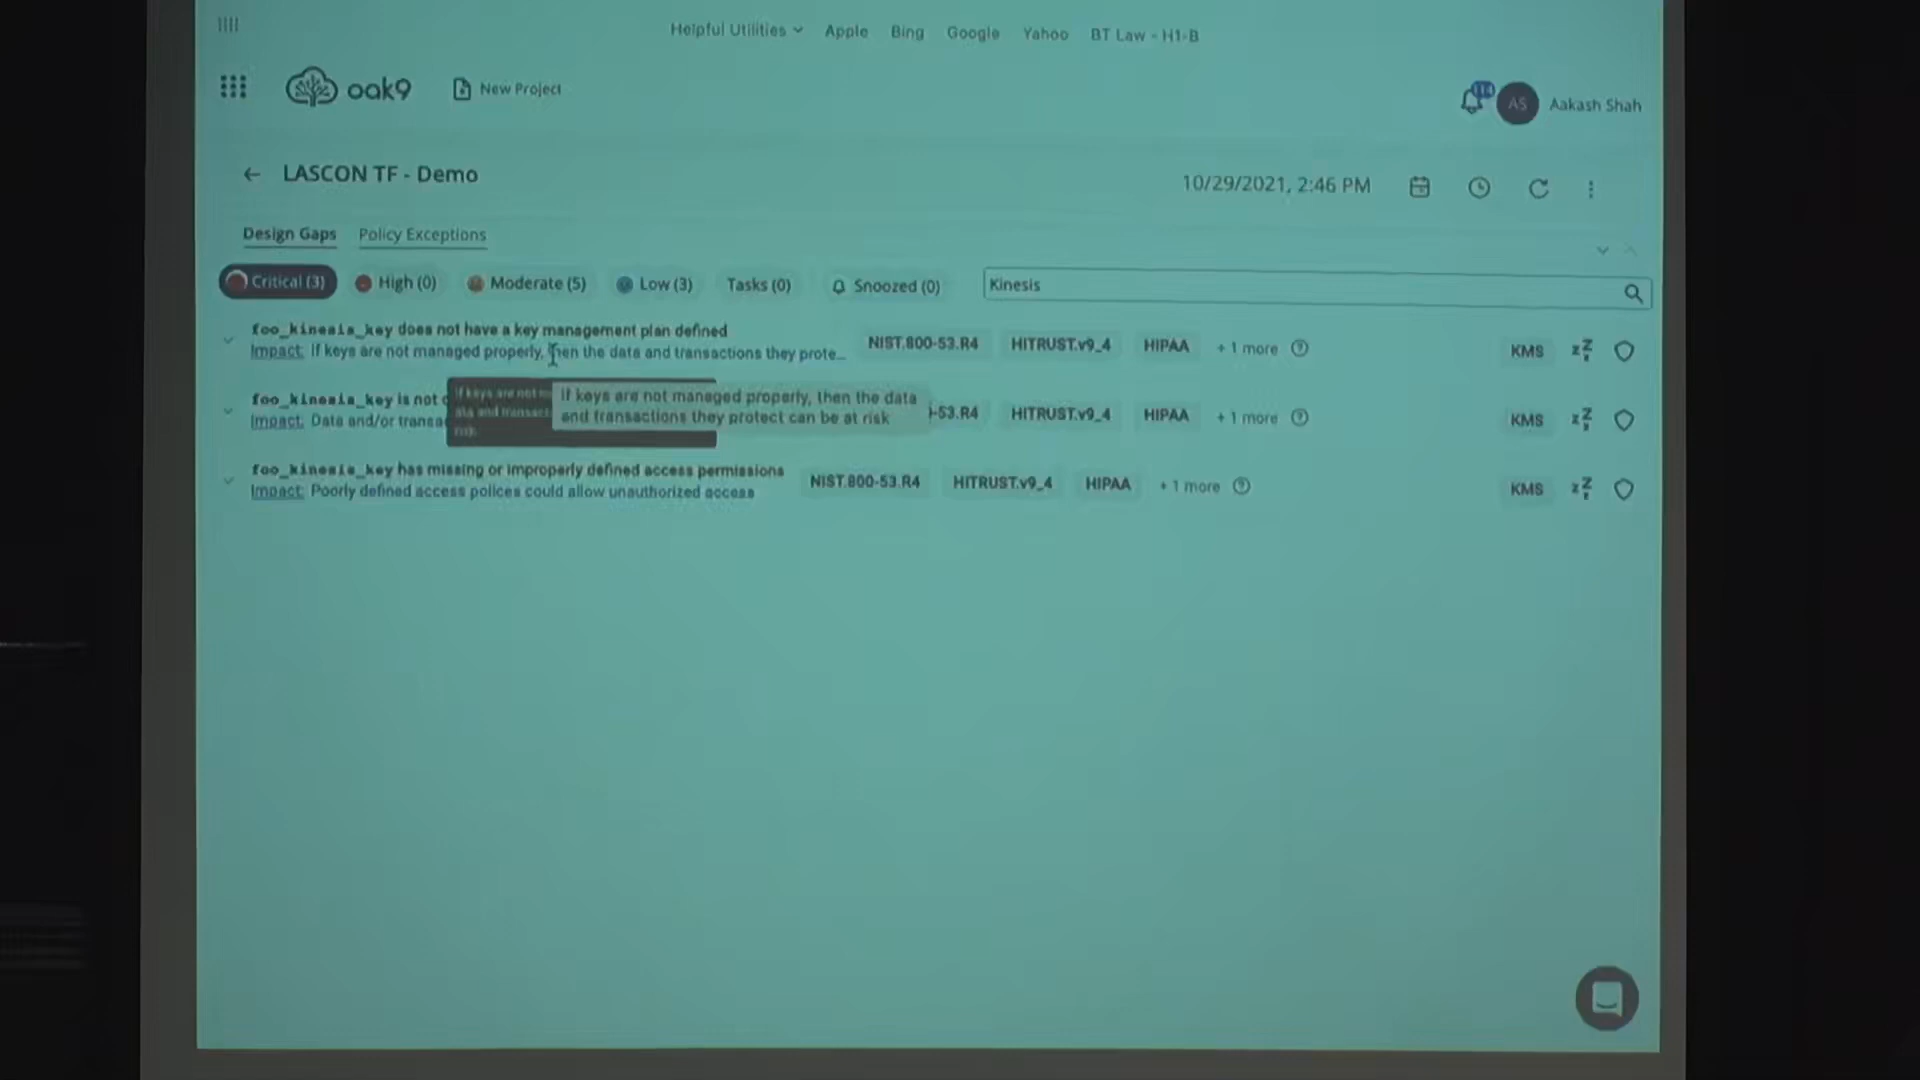 Helpful Utilities Apple Bing Google Yahoo BT Law - H1-B
oak9 New Project
AS Aakash Shah
LASCON TF - Demo
10/29/2021, 2:46 PM
Design Gaps Policy Exceptions
Critical (3) High (0) Moderate (5) Low (3) Tasks (0) Snoozed (0) Kinesis
foo_kinesis_key does not have a key management plan defined
Impact: If keys are not managed properly, then the data and transactions they prote...
NIST.800-53.R4 HITRUST.v9_4 HIPAA + 1 more KMS
foo_kinesis_key is not
Impact: Data and/or transa
If keys are not managed properly, then the data
and transactions they protect can be at risk
-53.R4 HITRUST.v9_4 HIPAA + 1 more KMS
foo_kinesis_key has missing or improperly defined access permissions
Impact: Poorly defined access polices could allow unauthorized access
NIST.800-53.R4 HITRUST.v9_4 HIPAA + 1 more KMS